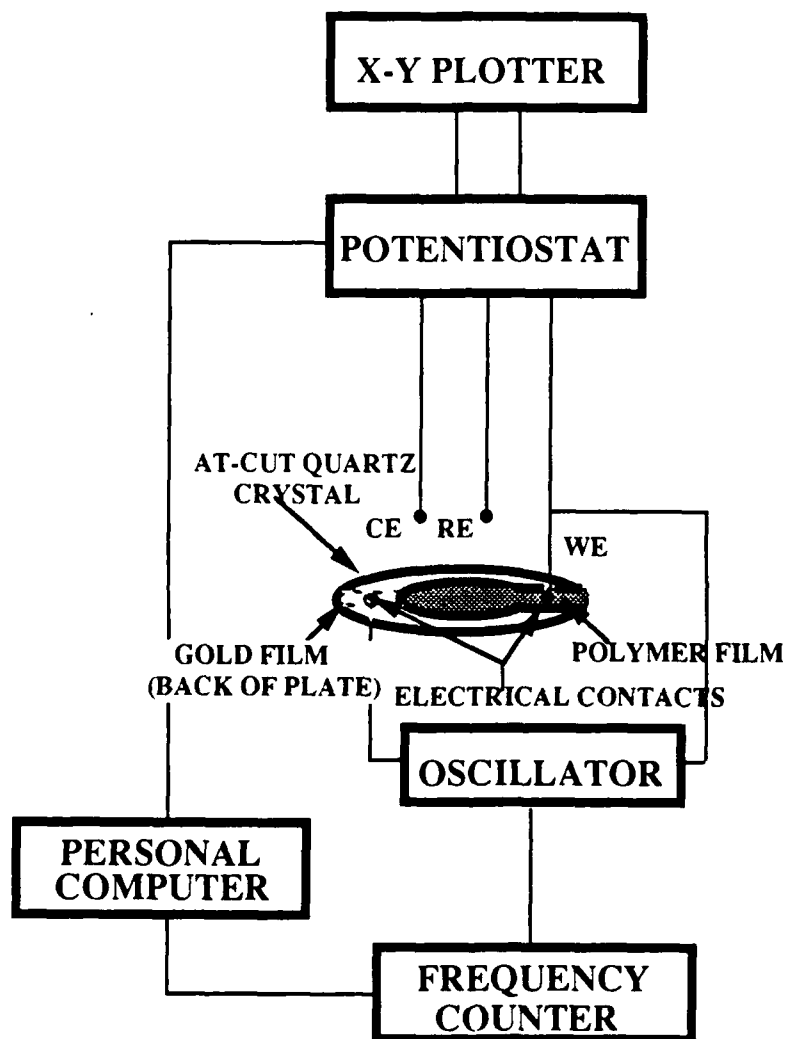 X-Y PLOTTER
POTENTIOSTAT
AT-CUT QUARTZ
CRYSTAL
CE
RE
WE
GOLD FILM
(BACK OF PLATE)
POLYMER FILM
ELECTRICAL CONTACTS
OSCILLATOR
PERSONAL
COMPUTER
FREQUENCY
COUNTER